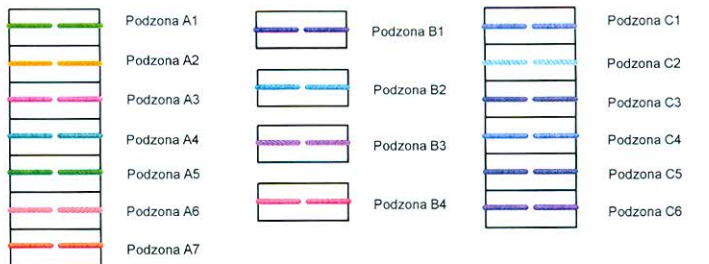 Podzona A1
Podzona A2
Podzona A3
Podzona A4
Podzona A5
Podzona A6
Podzona A7
Podzona B1
Podzona B2
Podzona B3
Podzona B4
Podzona C1
Podzona C2
Podzona C3
Podzona C4
Podzona C5
Podzona C6